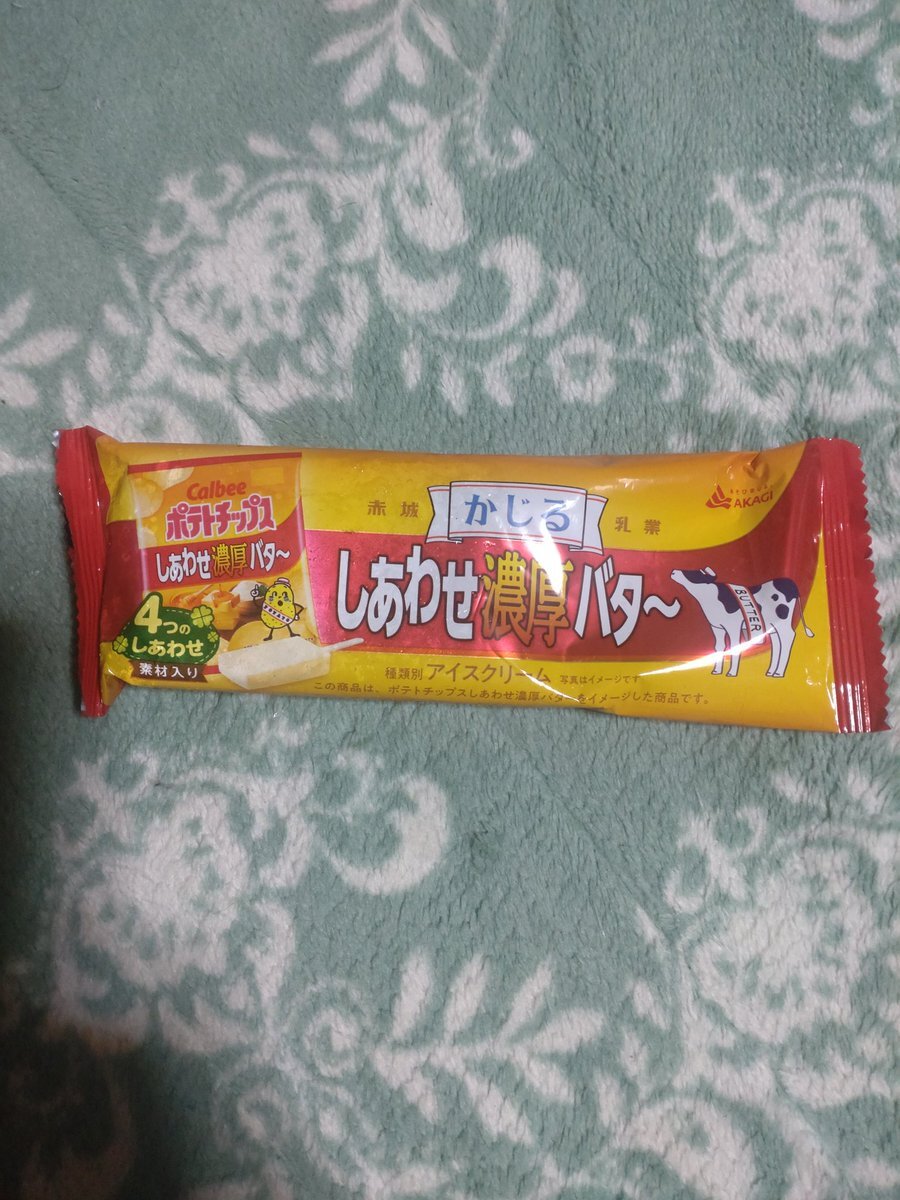 Calbee
ポテトチップス
しあわせ濃厚バタ〜
4つの
しあわせ
素材入り
赤城 かじる 乳業
しあわせ濃厚バタ〜
種類別 アイスクリーム 写真はイメージです
この商品は、ポテトチップスしあわせ濃厚バターをイメージした商品です。
AKAGI
BUTTER